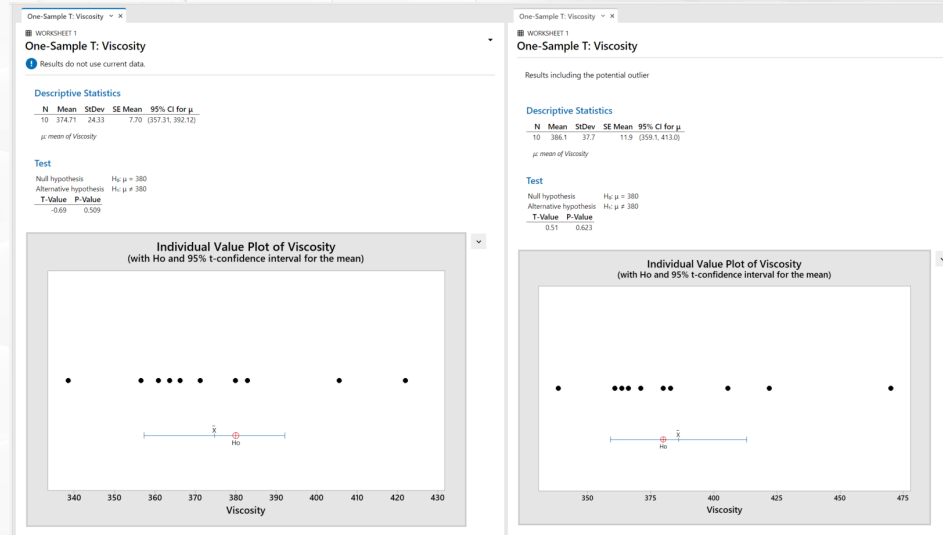 One-Sample T: Viscosity
WORKSHEET 1
One-Sample T: Viscosity
Results do not use current data.
Descriptive Statistics
N Mean StDev SE Mean 95% CI for μ
10 374.71 24.33 7.70 (357.31, 392.12)
μ: mean of Viscosity
Test
Null hypothesis H₀: μ = 380
Alternative hypothesis H₁: μ ≠ 380
T-Value P-Value
-0.69 0.509
Individual Value Plot of Viscosity
(with Ho and 95% t-confidence interval for the mean)
X̄
Ho
340 350 360 370 380 390 400 410 420 430
Viscosity
One-Sample T: Viscosity
WORKSHEET 1
One-Sample T: Viscosity
Results including the potential outlier
Descriptive Statistics
N Mean StDev SE Mean 95% CI for μ
10 386.1 37.7 11.9 (359.1, 413.0)
μ: mean of Viscosity
Test
Null hypothesis H₀: μ = 380
Alternative hypothesis H₁: μ ≠ 380
T-Value P-Value
0.51 0.623
Individual Value Plot of Viscosity
(with Ho and 95% t-confidence interval for the mean)
X̄
Ho
350 375 400 425 450 475
Viscosity